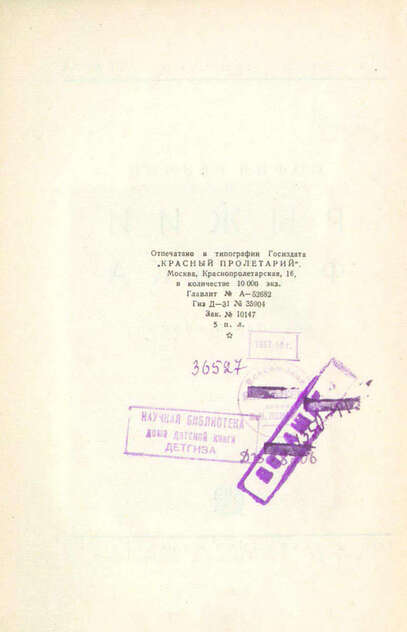 Отпечатано в типографии Госиздата
„КРАСНЫЙ ПРОЛЕТАРИЙ".
Москва, Краснопролетарская, 16,
в количестве 10 000 экз.
Главлит № А—52682
Гиз Д—31 № 35904
Зак. № 10147
5 п. л.
36527
НАУЧНАЯ БИБЛИОТЕКА
ДОМА ДЕТСКОЙ КНИГИ
ДЕТГИЗА